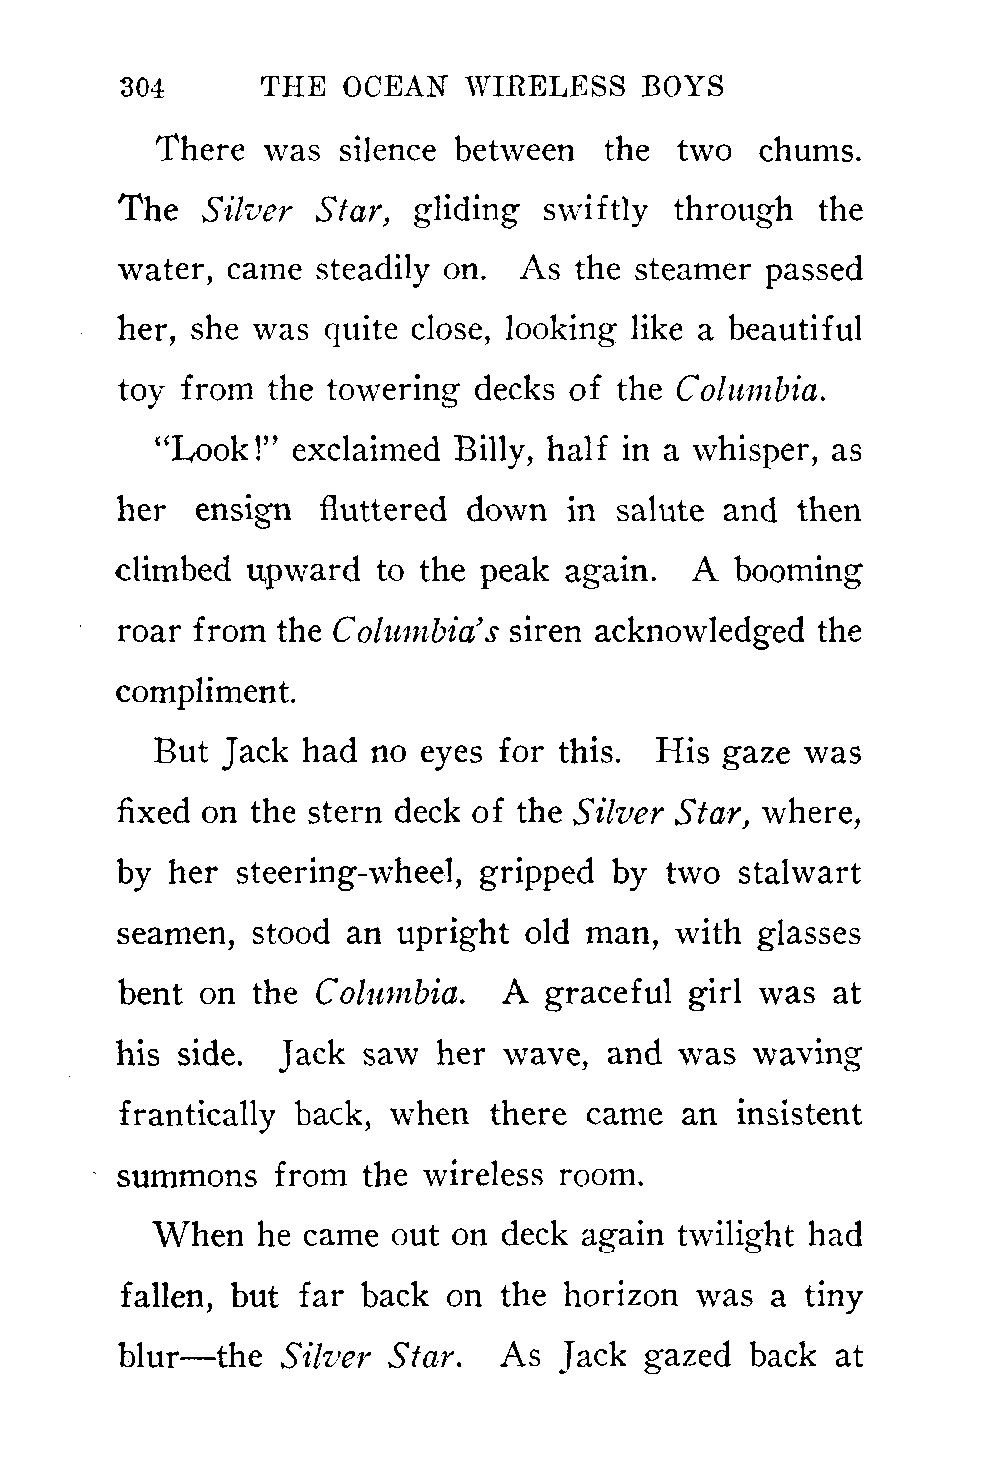 304 THE OCEAN WIRELESS BOYS
There was silence between the two chums.
The Silver Star, gliding swiftly through the
water, came steadily on. As the steamer passed
her, she was quite close, looking like a beautiful
toy from the towering decks of the Columbia.
“Look!” exclaimed Billy, half in a whisper, as
her ensign fluttered down in salute and then
climbed upward to the peak again. A booming
roar from the Columbia’s siren acknowledged the
compliment.
But Jack had no eyes for this. His gaze was
fixed on the stern deck of the Silver Star, where,
by her steering-wheel, gripped by two stalwart
seamen, stood an upright old man, with glasses
bent on the Columbia. A graceful girl was at
his side. Jack saw her wave, and was waving
frantically back, when there came an insistent
summons from the wireless room.
When he came out on deck again twilight had
fallen, but far back on the horizon was a tiny
blur—the Silver Star. As Jack gazed back at